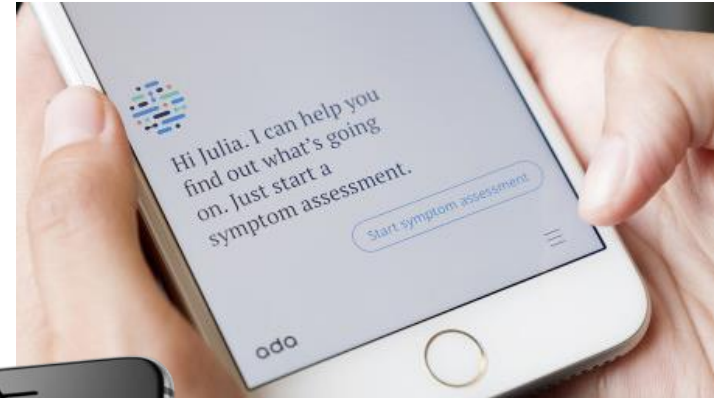 Hi Julia. I can help you
find out what's going
on. Just start a
symptom assessment.
Start symptom assessment
ada